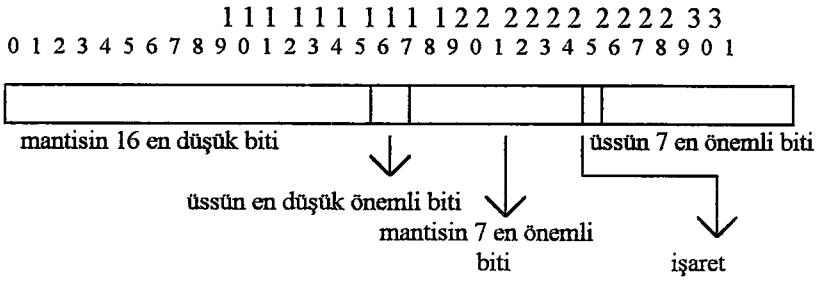 1 1 1 1 1 1 1 1 1 1 2 2 2 2 2 2 2 2 2 2 3 3
0 1 2 3 4 5 6 7 8 9 0 1 2 3 4 5 6 7 8 9 0 1 2 3 4 5 6 7 8 9 0 1
mantisin 16 en düşük biti
üssün 7 en önemli biti
üssün en düşük önemli biti
mantisin 7 en önemli
biti
işaret